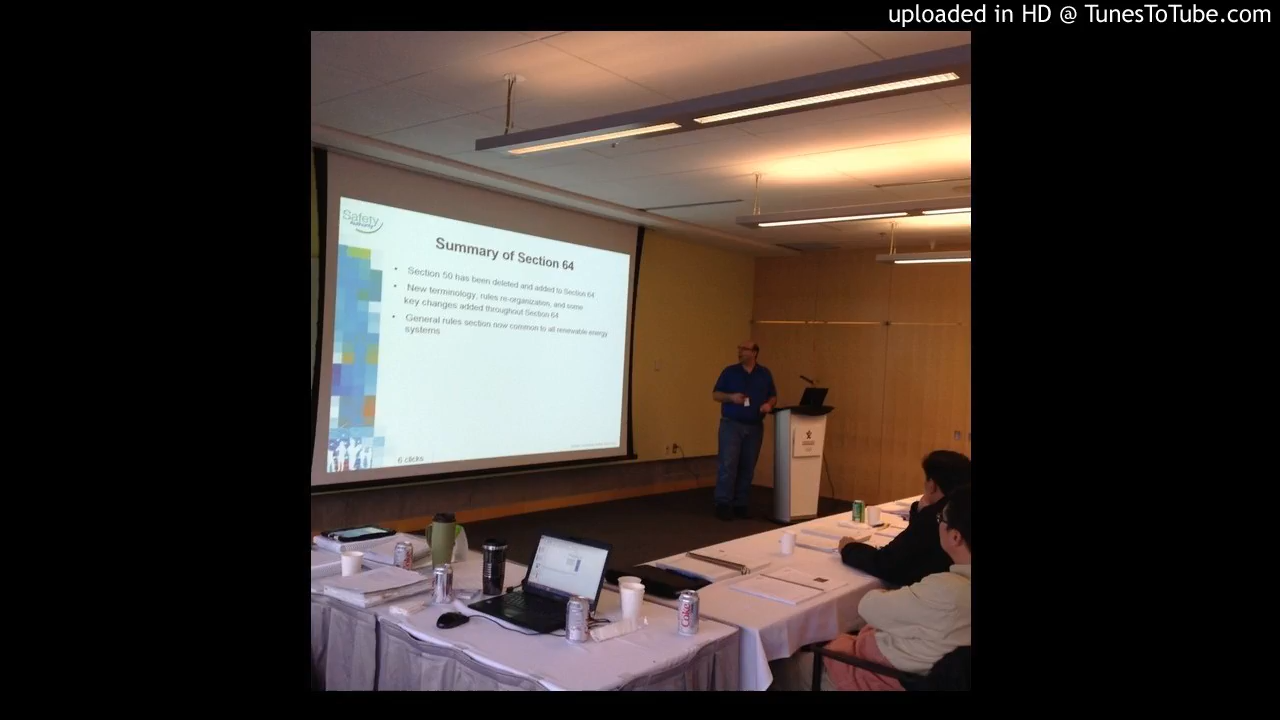 uploaded in HD @ TunesToTube.com
Safety
Authority
Summary of Section 64
• Section 50 has been deleted and added to Section 64
• New terminology, rules re-organization, and some
key changes added throughout Section 64
• General rules section now common to all renewable energy
systems
6 clicks
Coke